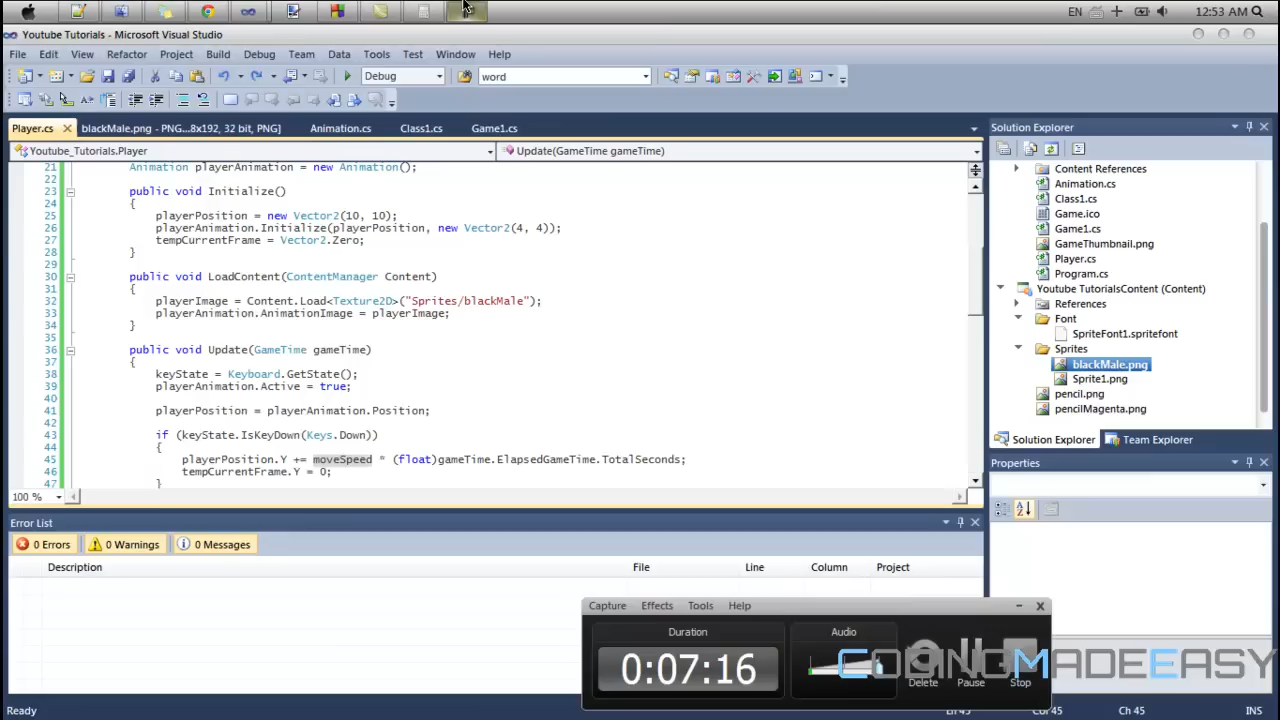 EN
12:53 AM
Youtube Tutorials - Microsoft Visual Studio
File Edit View Refactor Project Build Debug Team Data Tools Test Window Help
Debug
word
Player.cs
blackMale.png - PNG...8x192, 32 bit, PNG]
Animation.cs
Class1.cs
Game1.cs
Youtube_Tutorials.Player
Update(GameTime gameTime)
21 Animation playerAnimation = new Animation();
22
23 public void Initialize()
24 {
25 playerPosition = new Vector2(10, 10);
26 playerAnimation.Initialize(playerPosition, new Vector2(4, 4));
27 tempCurrentFrame = Vector2.Zero;
28 }
29
30 public void LoadContent(ContentManager Content)
31 {
32 playerImage = Content.Load<Texture2D>("Sprites/blackMale");
33 playerAnimation.AnimationImage = playerImage;
34 }
35
36 public void Update(GameTime gameTime)
37 {
38 keyState = Keyboard.GetState();
39 playerAnimation.Active = true;
40
41 playerPosition = playerAnimation.Position;
42
43 if (keyState.IsKeyDown(Keys.Down))
44 {
45 playerPosition.Y += moveSpeed * (float)gameTime.ElapsedGameTime.TotalSeconds;
46 tempCurrentFrame.Y = 0;
47 }
100 %
Solution Explorer
Content References
Animation.cs
Class1.cs
Game.ico
Game1.cs
GameThumbnail.png
Player.cs
Program.cs
Youtube TutorialsContent (Content)
References
Font
SpriteFont1.spritefont
Sprites
blackMale.png
Sprite1.png
pencil.png
pencilMagenta.png
Solution Explorer
Team Explorer
Properties
Error List
0 Errors
0 Warnings
0 Messages
Description
File
Line
Column
Project
Capture Effects Tools Help
Duration
0:07:16
Audio
Delete
Pause
Stop
CODINGMADEEASY
Ready
Ln 45
Col 45
Ch 45
INS